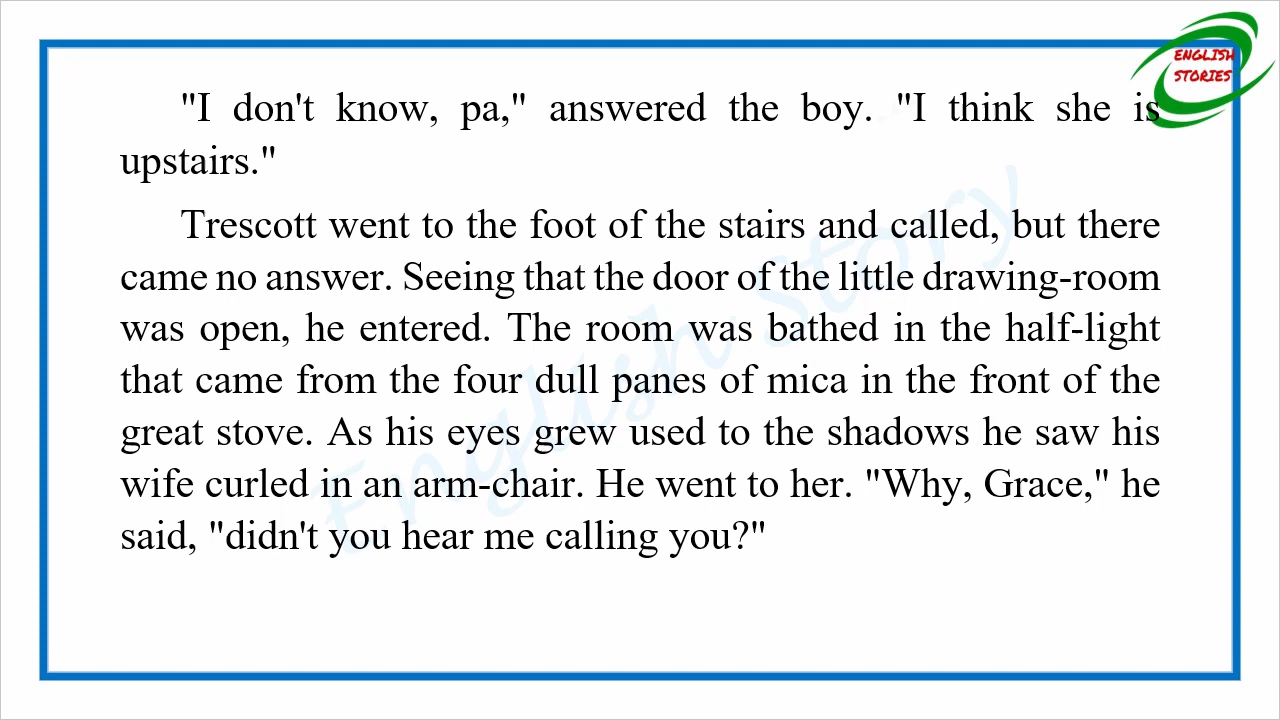 ENGLISH
STORIES
"I don't know, pa," answered the boy. "I think she is
upstairs."
Trescott went to the foot of the stairs and called, but there
came no answer. Seeing that the door of the little drawing-room
was open, he entered. The room was bathed in the half-light
that came from the four dull panes of mica in the front of the
great stove. As his eyes grew used to the shadows he saw his
wife curled in an arm-chair. He went to her. "Why, Grace," he
said, "didn't you hear me calling you?"
English Story